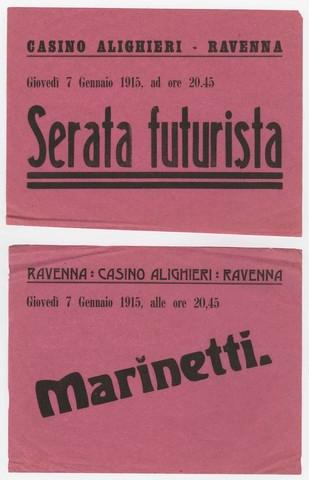 CASINO ALIGHIERI - RAVENNA
Giovedì 7 Gennaio 1915, ad ore 20.45
Serata futurista
RAVENNA : CASINO ALIGHIERI : RAVENNA
Giovedì 7 Gennaio 1915, alle ore 20,45
Marinetti.